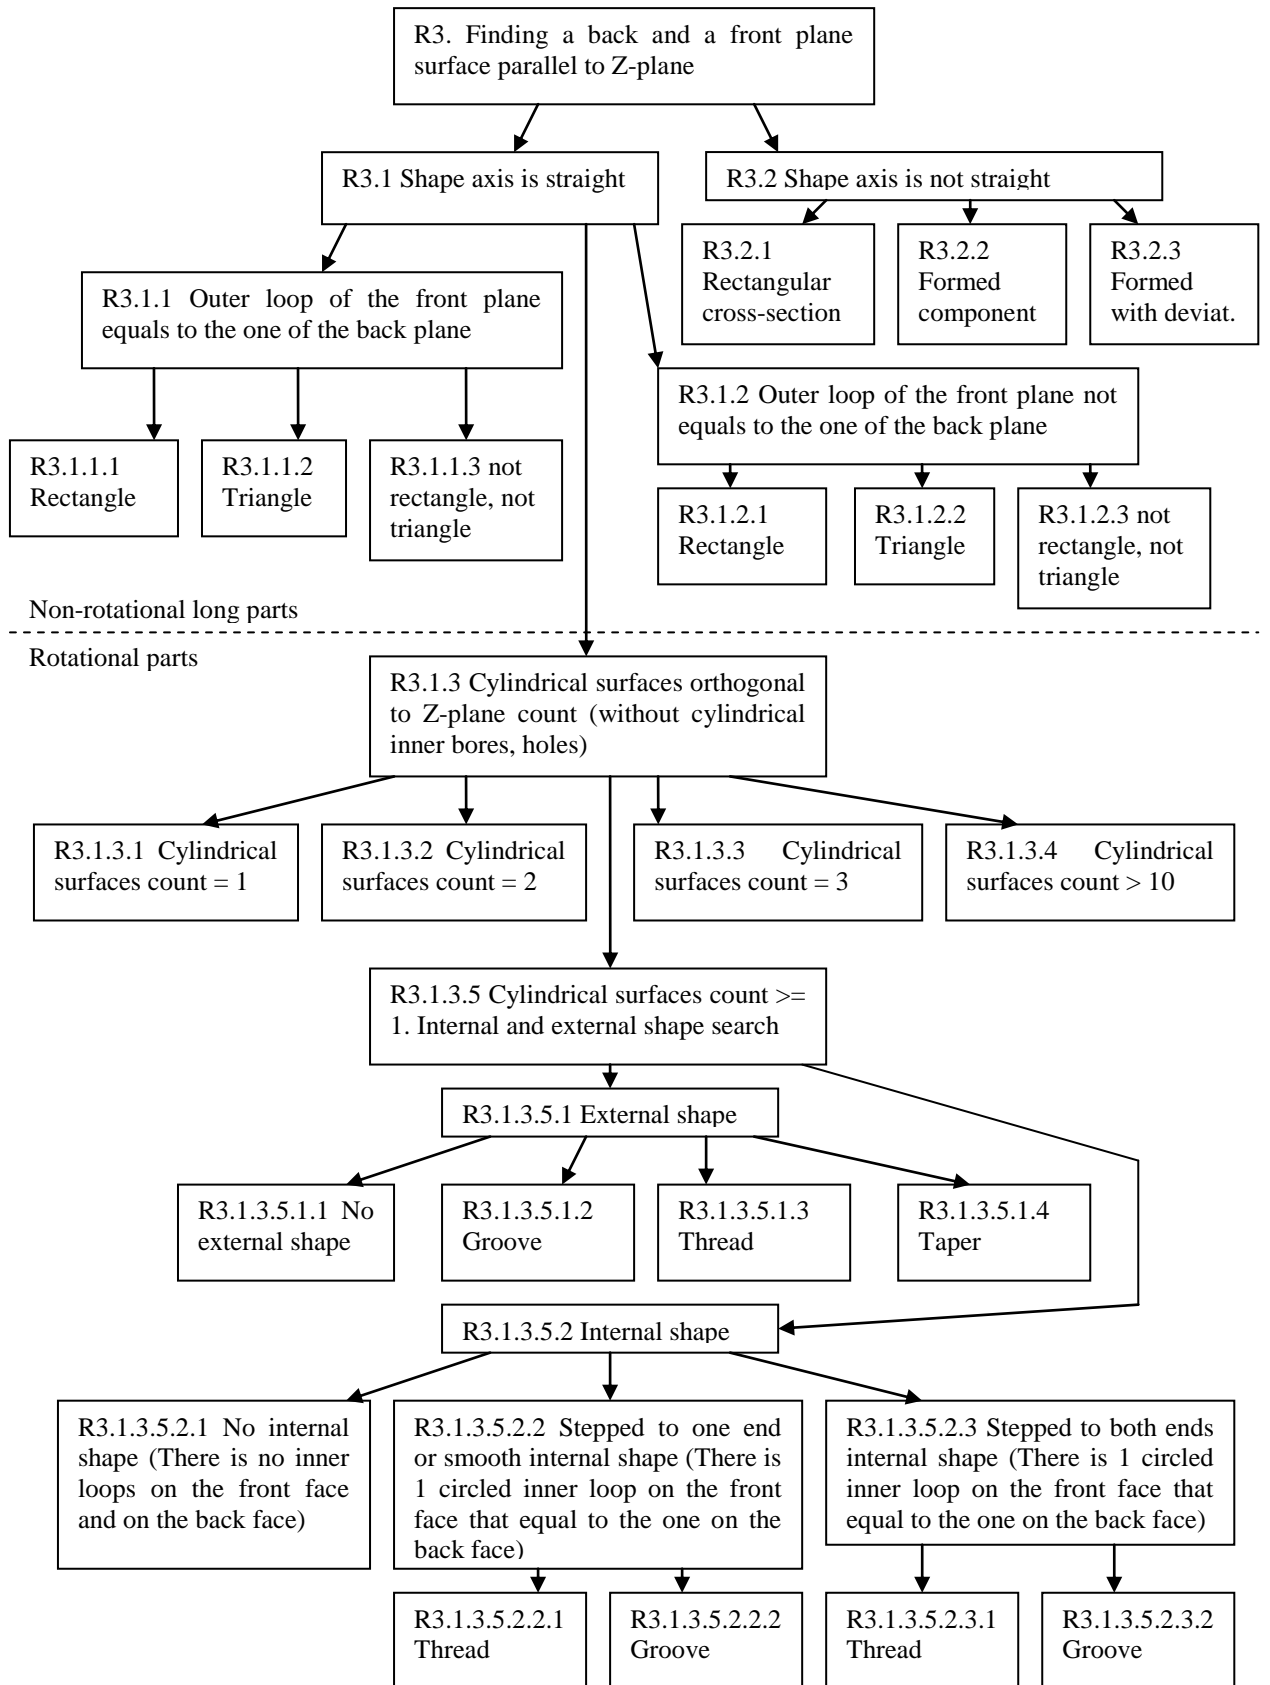 R3. Finding a back and a front plane
surface parallel to Z-plane
R3.1 Shape axis is straight
R3.2 Shape axis is not straight
R3.2.1
Rectangular
cross-section
R3.2.2
Formed
component
R3.2.3
Formed
with deviat.
R3.1.1 Outer loop of the front plane
equals to the one of the back plane
R3.1.2 Outer loop of the front plane not
equals to the one of the back plane
R3.1.1.1
Rectangle
R3.1.1.2
Triangle
R3.1.1.3 not
rectangle, not
triangle
R3.1.2.1
Rectangle
R3.1.2.2
Triangle
R3.1.2.3 not
rectangle, not
triangle
Non-rotational long parts
Rotational parts
R3.1.3 Cylindrical surfaces orthogonal
to Z-plane count (without cylindrical
inner bores, holes)
R3.1.3.1 Cylindrical
surfaces count = 1
R3.1.3.2 Cylindrical
surfaces count = 2
R3.1.3.3 Cylindrical
surfaces count = 3
R3.1.3.4 Cylindrical
surfaces count > 10
R3.1.3.5 Cylindrical surfaces count >=
1. Internal and external shape search
R3.1.3.5.1 External shape
R3.1.3.5.1.1 No
external shape
R3.1.3.5.1.2
Groove
R3.1.3.5.1.3
Thread
R3.1.3.5.1.4
Taper
R3.1.3.5.2 Internal shape
R3.1.3.5.2.1 No internal
shape (There is no inner
loops on the front face
and on the back face)
R3.1.3.5.2.2 Stepped to one end
or smooth internal shape (There is
1 circled inner loop on the front
face that equal to the one on the
back face)
R3.1.3.5.2.3 Stepped to both ends
internal shape (There is 1 circled
inner loop on the front face that
equal to the one on the back face)
R3.1.3.5.2.2.1
Thread
R3.1.3.5.2.2.2
Groove
R3.1.3.5.2.3.1
Thread
R3.1.3.5.2.3.2
Groove